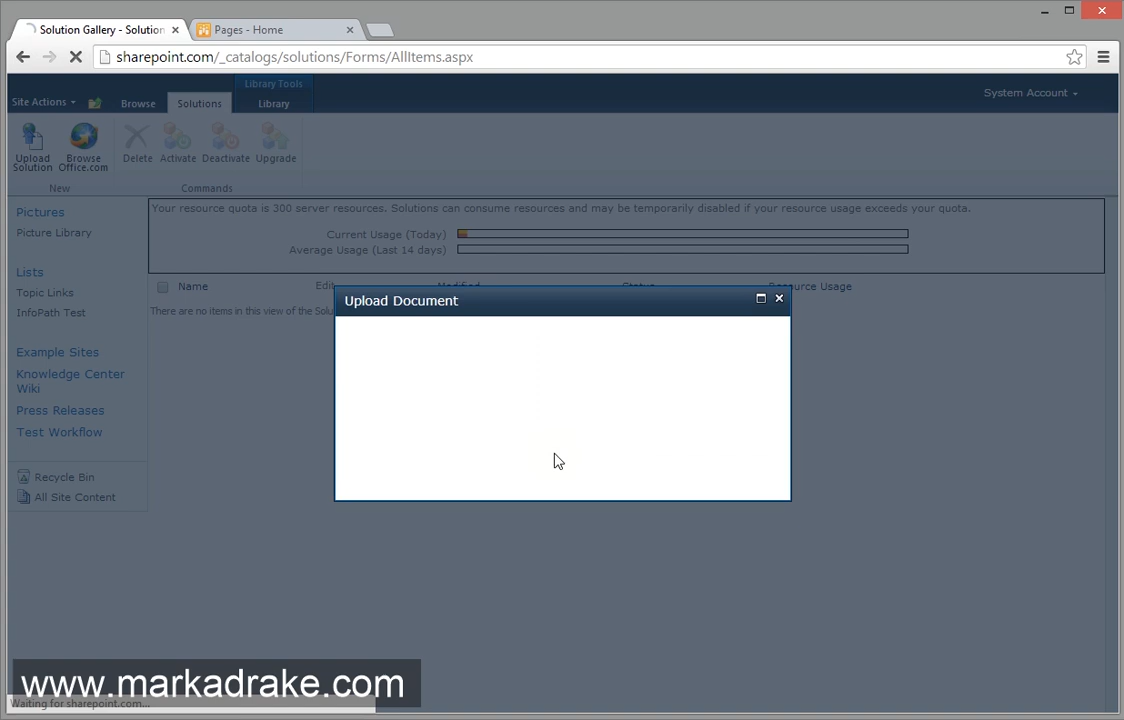 Solution Gallery - Solution
Pages - Home
sharepoint.com/_catalogs/solutions/Forms/AllItems.aspx
Library Tools
Site Actions
Browse
Solutions
Library
System Account
Upload Solution
Browse Office.com
Delete
Activate
Deactivate
Upgrade
New
Commands
Pictures
Picture Library
Lists
Topic Links
InfoPath Test
Example Sites
Knowledge Center
Wiki
Press Releases
Test Workflow
Recycle Bin
All Site Content
Your resource quota is 300 server resources. Solutions can consume resources and may be temporarily disabled if your resource usage exceeds your quota.
Current Usage (Today)
Average Usage (Last 14 days)
Name
Edit
Modified
Status
Resource Usage
There are no items in this view of the Solu
Upload Document
www.markadrake.com
Waiting for sharepoint.com...